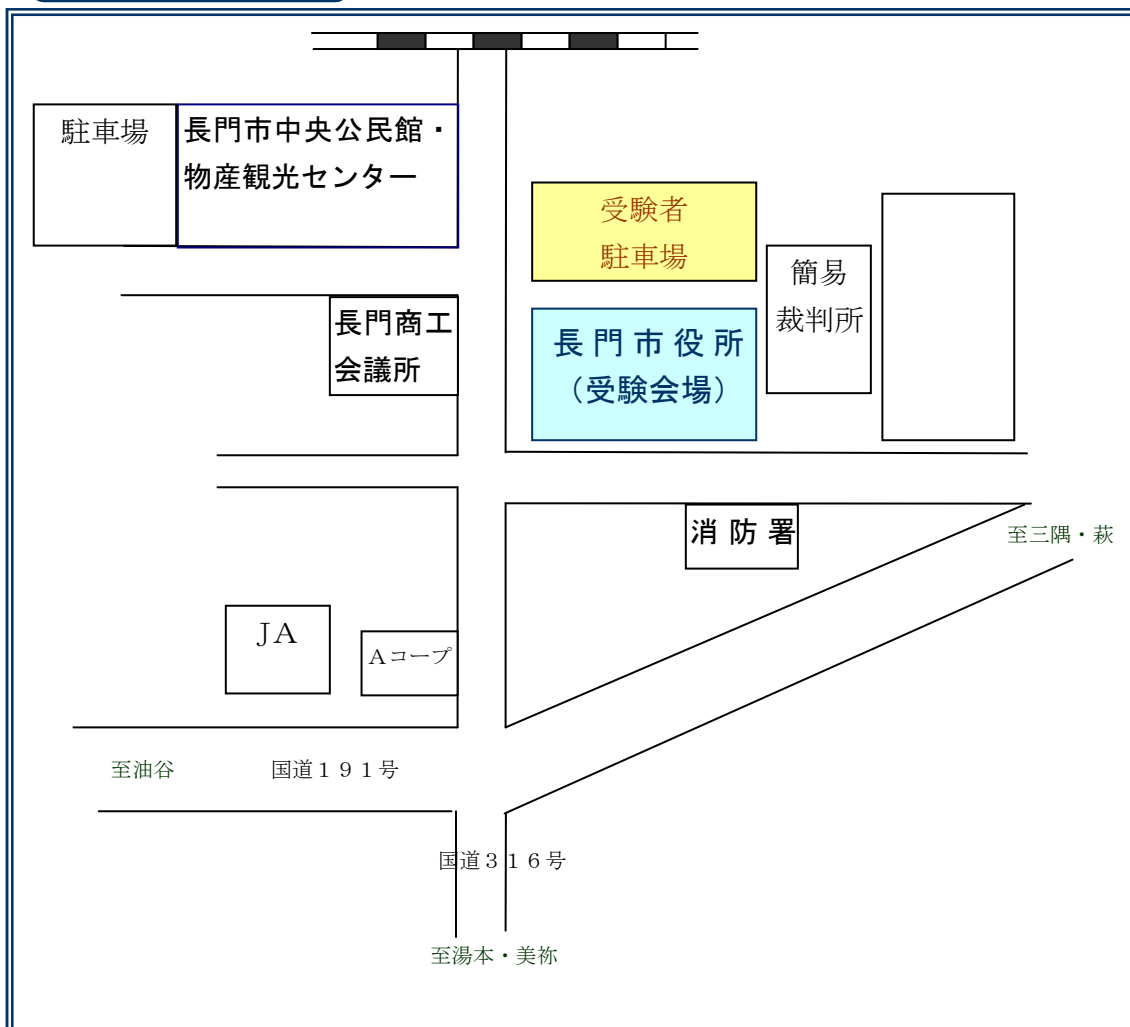 駐車場
長門市中央公民館・
物産観光センター
受験者
駐車場
簡易
裁判所
長門商工
会議所
長門市役所
（受験会場）
消防署
至三隅・萩
JA
Aコープ
至油谷
国道１９１号
国道３１６号
至湯本・美祢